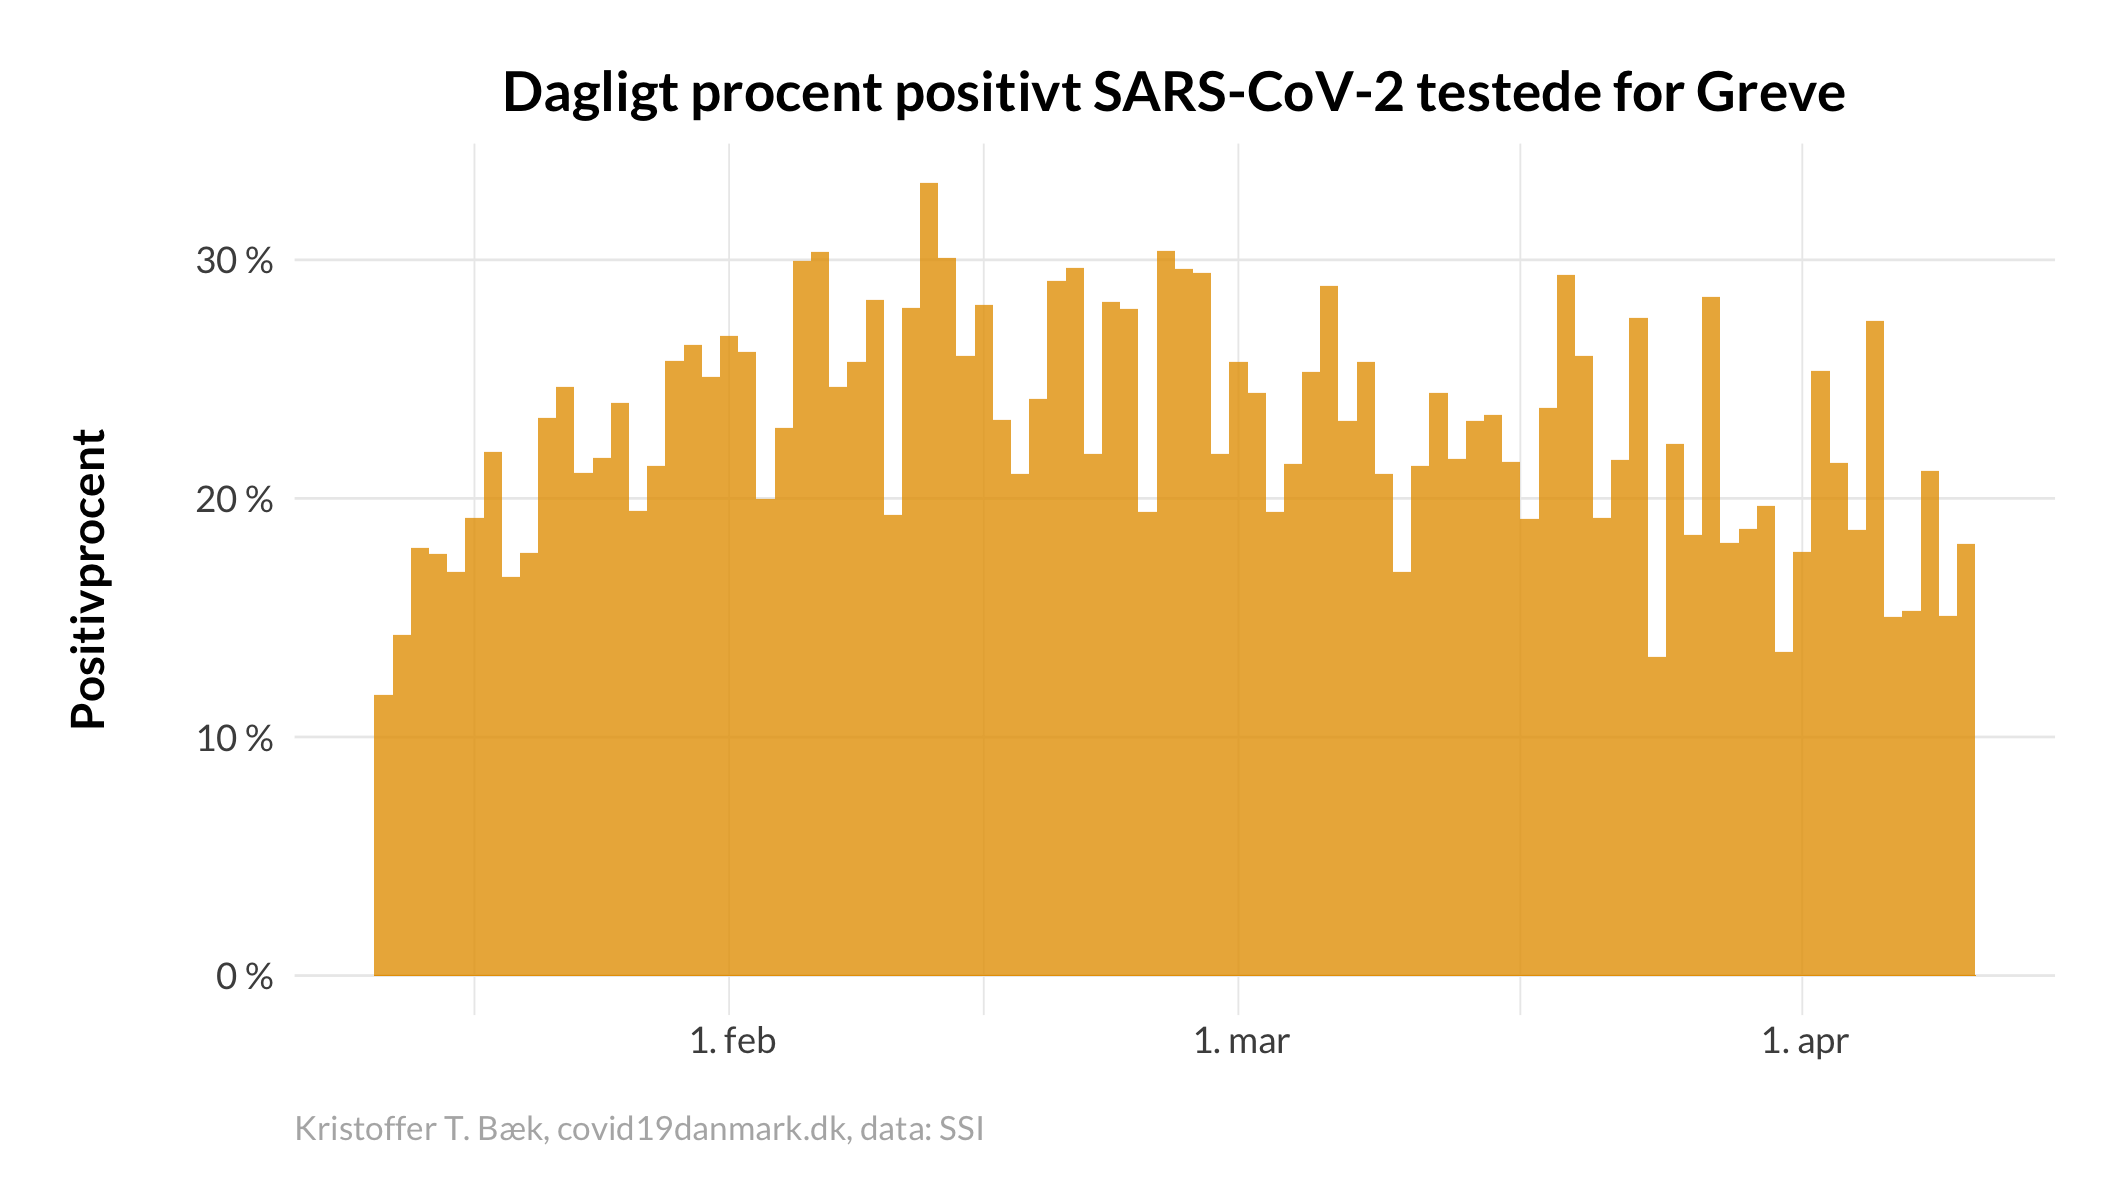 Dagligt procent positivt SARS-CoV-2 testede for Greve
Positivprocent
30 %
20 %
10 %
0 %
1. feb
1. mar
1. apr
Kristoffer T. Bæk, covid19danmark.dk, data: SSI